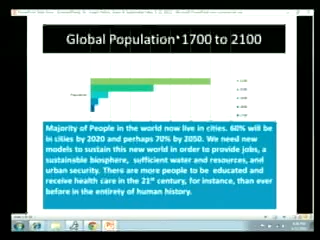 Global Population* 1700 to 2100
Population
Majority of People in the world now live in cities. 60% will be
in cities by 2020 and perhaps 70% by 2050. We need new
models to sustain this new world in order to provide jobs, a
sustainable biosphere, sufficient water and resources, and
urban security. There are more people to be educated and
receive health care in the 21st century, for instance, than ever
before in the entirety of human history.